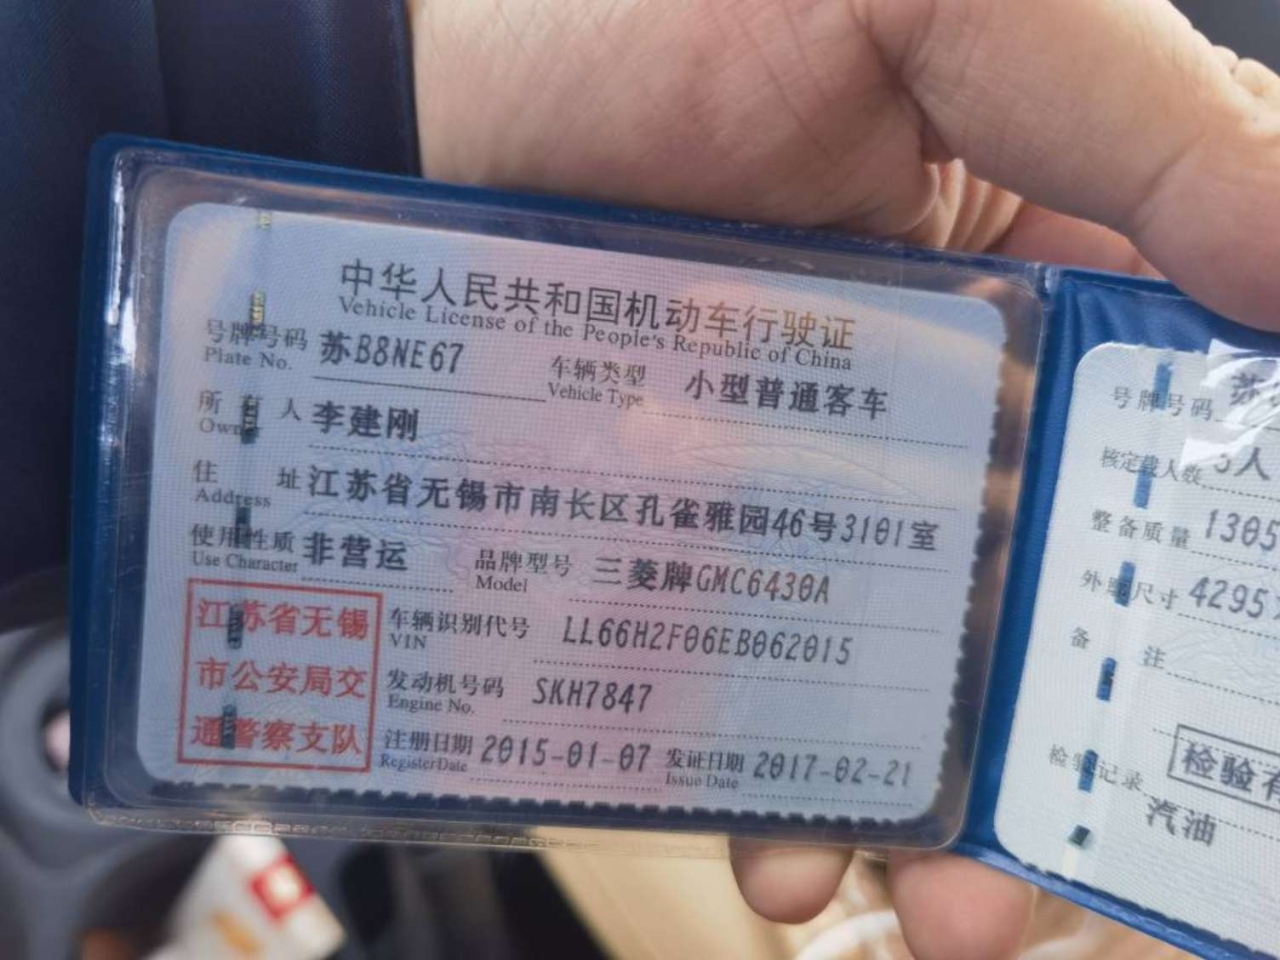 中华人民共和国机动车行驶证
Vehicle License of the People's Republic of China
号牌号码 苏B8NE67 车辆类型 小型普通客车
Plate No. Vehicle Type
所有人 李建刚
址 江苏省无锡市南长区孔雀雅园46号3101室
住
Address
使用性质 非营运 品牌型号 三菱牌GMC6430A
Use Character Model
江苏省无锡
市公安局交
通警察支队
车辆识别代号 LL66H2F06EB062015
VIN
发动机号码 SKH7847
Engine No.
注册日期 2015-01-07 发证日期 2017-02-21
Register Date Issue Date
号牌号码
核定载人数 5人
整备质量 1305
外廓尺寸 4295
备注
检验记录
汽油